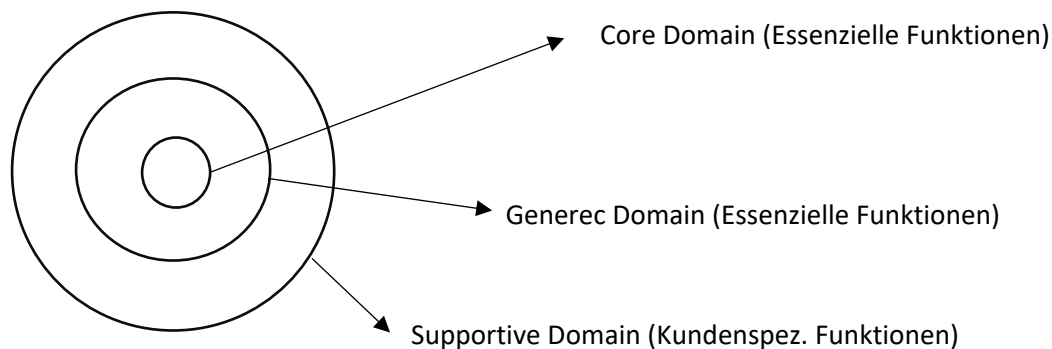 Core Domain (Essenzielle Funktionen)
Generec Domain (Essenzielle Funktionen)
Supportive Domain (Kundenspez. Funktionen)